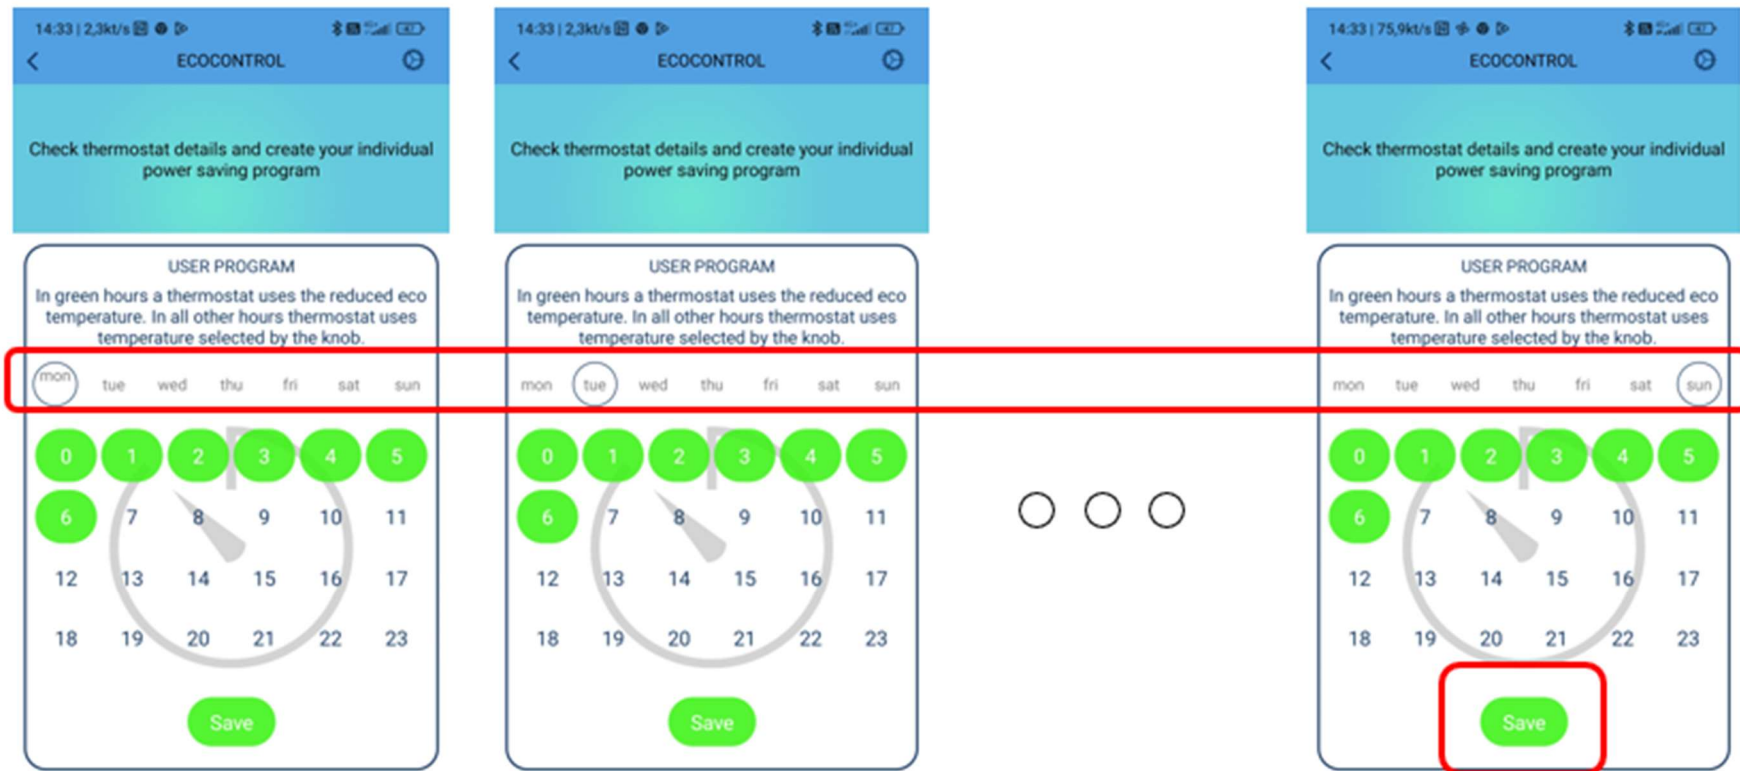 14:33 | 2,3kt/s
ECOCONTROL
Check thermostat details and create your individual
power saving program
USER PROGRAM
In green hours a thermostat uses the reduced eco
temperature. In all other hours thermostat uses
temperature selected by the knob.
mon tue wed thu fri sat sun
0 1 2 3 4 5
6 7 8 9 10 11
12 13 14 15 16 17
18 19 20 21 22 23
Save
14:33 | 2,3kt/s
ECOCONTROL
Check thermostat details and create your individual
power saving program
USER PROGRAM
In green hours a thermostat uses the reduced eco
temperature. In all other hours thermostat uses
temperature selected by the knob.
mon tue wed thu fri sat sun
0 1 2 3 4 5
6 7 8 9 10 11
12 13 14 15 16 17
18 19 20 21 22 23
Save
14:33 | 75,9kt/s
ECOCONTROL
Check thermostat details and create your individual
power saving program
USER PROGRAM
In green hours a thermostat uses the reduced eco
temperature. In all other hours thermostat uses
temperature selected by the knob.
mon tue wed thu fri sat sun
0 1 2 3 4 5
6 7 8 9 10 11
12 13 14 15 16 17
18 19 20 21 22 23
Save